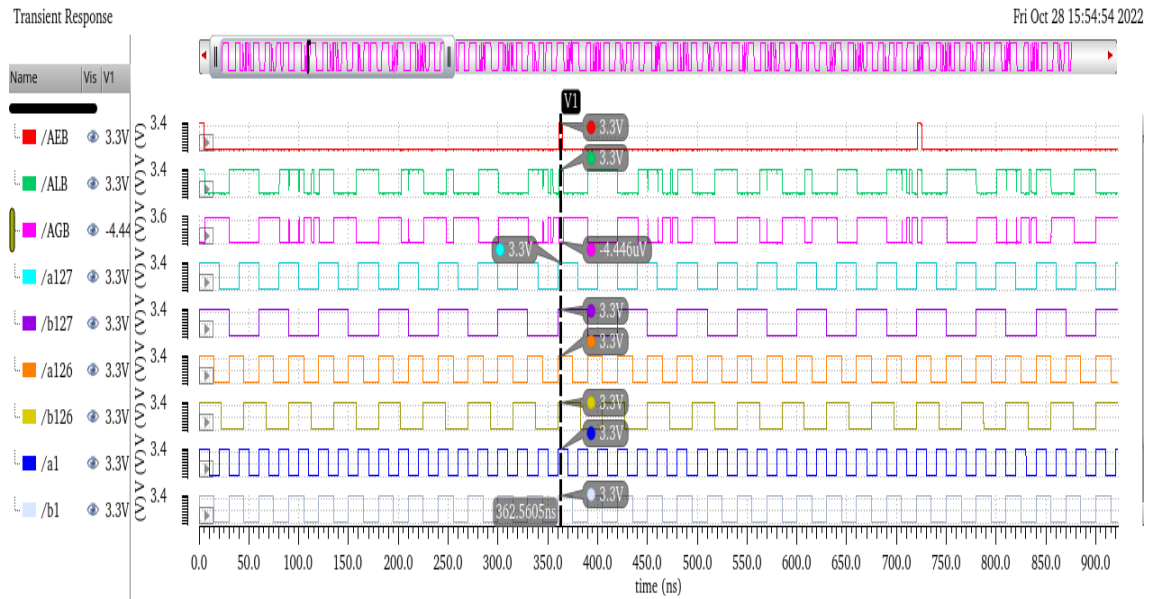 Transient Response
Fri Oct 28 15:54:54 2022
Name Vis V1
/AEB 3.3V
/ALB 3.3V
/AGB -4.44
/a127 3.3V
/b127 3.3V
/a126 3.3V
/b126 3.3V
/a1 3.3V
/b1 3.3V
V1
3.4 (V) 3.3V
3.4 (V) 3.3V
3.6 (V) -4.446uV
3.4 (V) 3.3V
3.4 (V) 3.3V
3.4 (V) 3.3V
3.4 (V) 3.3V
3.4 (V) 3.3V
3.4 (V) 3.3V
362.5605ns
0.0 50.0 100.0 150.0 200.0 250.0 300.0 350.0 400.0 450.0 500.0 550.0 600.0 650.0 700.0 750.0 800.0 850.0 900.0
time (ns)